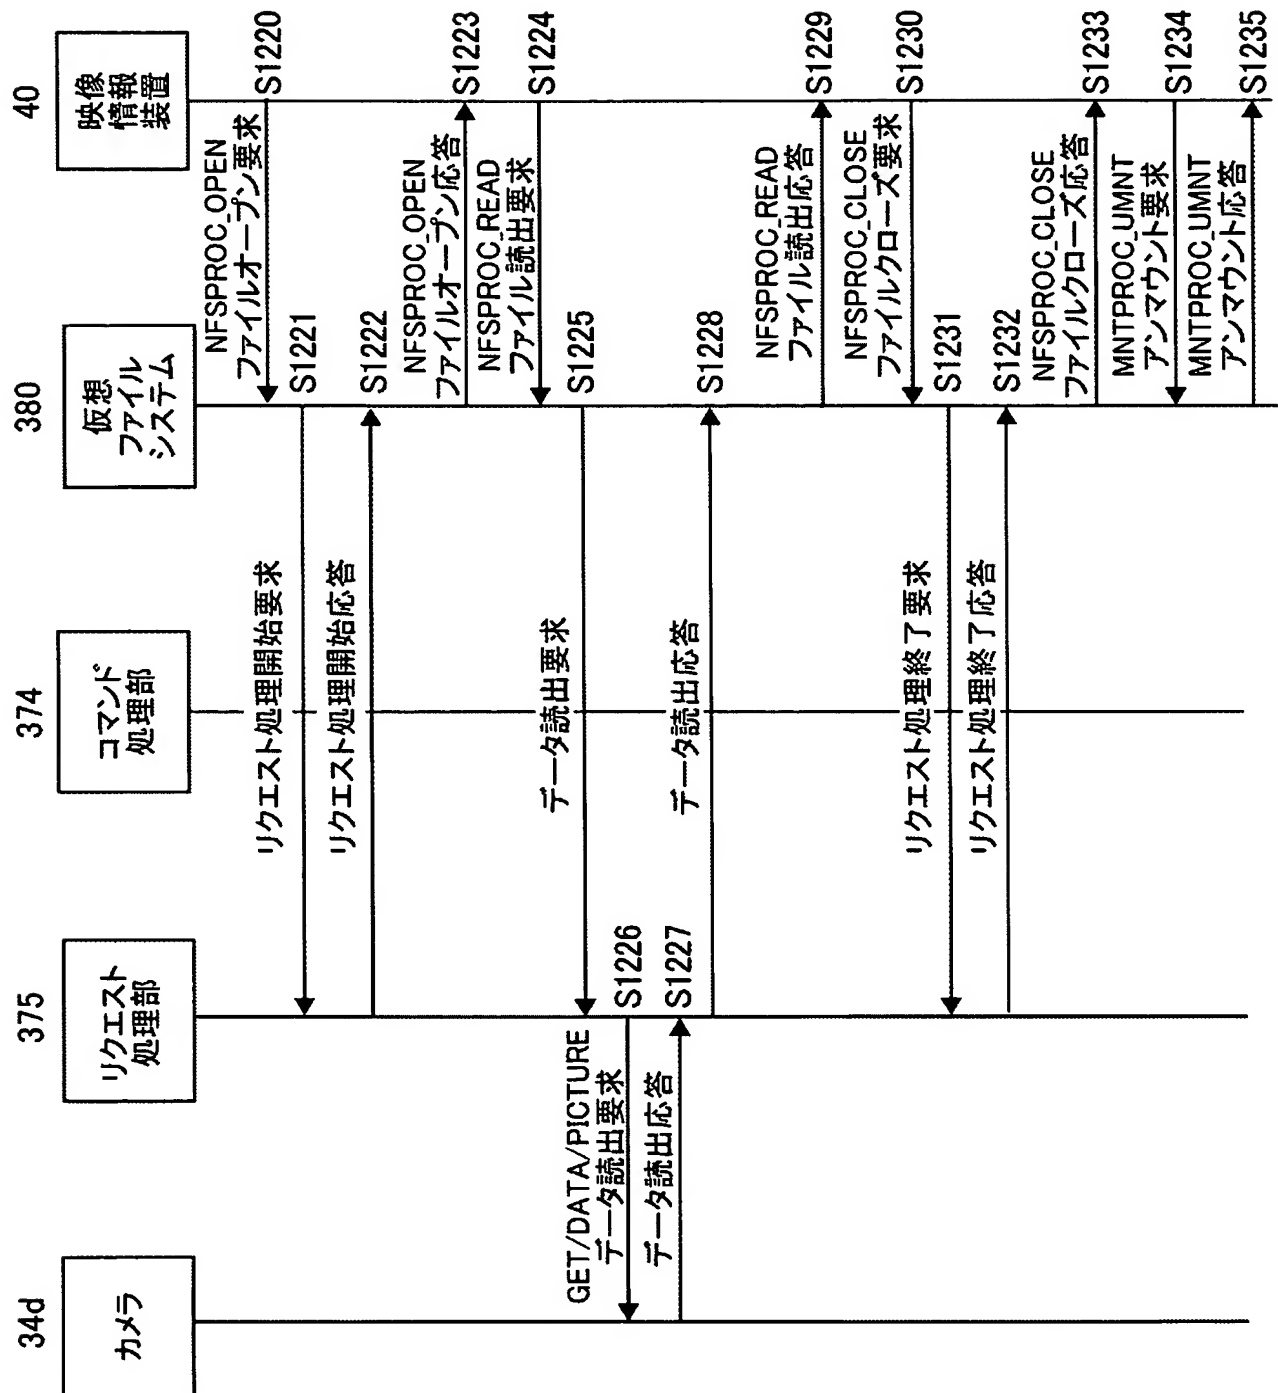 34d
カメラ
375
リクエスト
処理部
374
コマンド
処理部
380
仮想
ファイル
システム
40
映像
情報
装置
NFSPROC_OPEN
ファイルオープン要求
S1220
リクエスト処理開始要求
S1221
リクエスト処理開始応答
S1222
NFSPROC_OPEN
ファイルオープン応答
S1223
NFSPROC_READ
ファイル読出要求
S1224
データ読出要求
S1225
GET/DATA/PICTURE
データ読出要求
S1226
データ読出応答
S1227
データ読出応答
S1228
NFSPROC_READ
ファイル読出応答
S1229
NFSPROC_CLOSE
ファイルクローズ要求
S1230
リクエスト処理終了要求
S1231
リクエスト処理終了応答
S1232
NFSPROC_CLOSE
ファイルクローズ応答
S1233
MNTPROC_UMNT
アンマウント要求
S1234
MNTPROC_UMNT
アンマウント応答
S1235